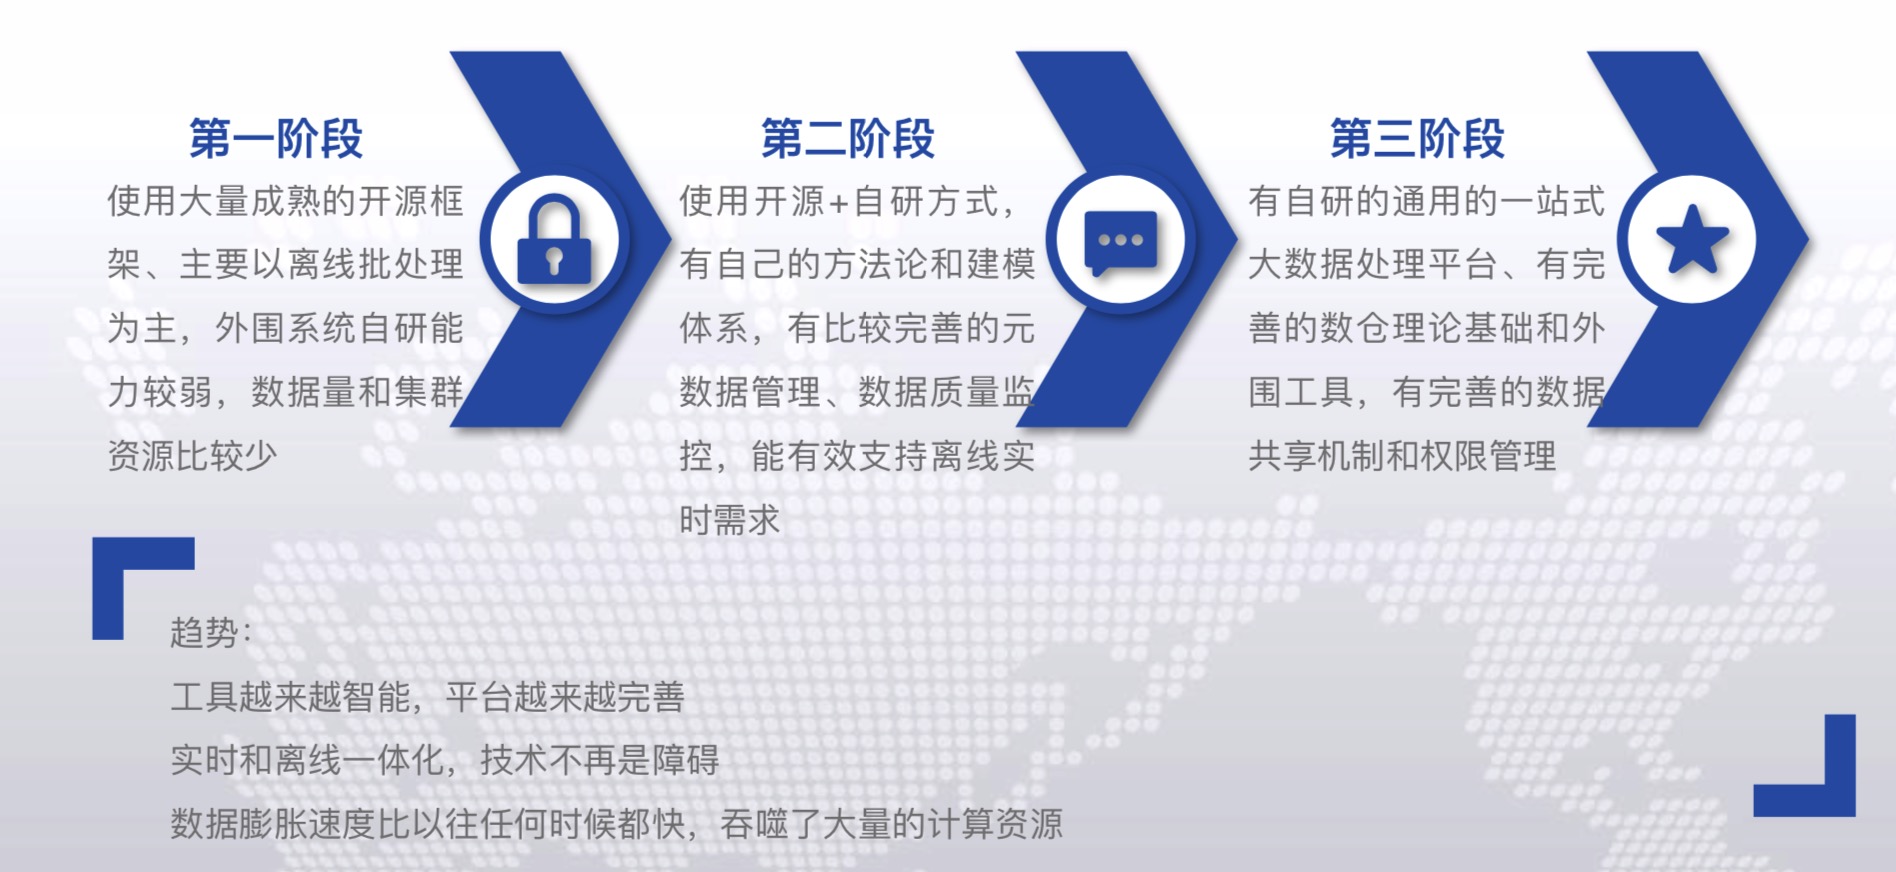 第一阶段
使用大量成熟的开源框
架、主要以离线批处理
为主，外围系统自研能
力较弱，数据量和集群
资源比较少
第二阶段
使用开源+自研方式，
有自己的方法论和建模
体系，有比较完善的元
数据管理、数据质量监
控，能有效支持离线实
时需求
第三阶段
有自研的通用的一站式
大数据处理平台、有完
善的数仓理论基础和外
围工具，有完善的数据
共享机制和权限管理
趋势：
工具越来越智能，平台越来越完善
实时和离线一体化，技术不再是障碍
数据膨胀速度比以往任何时候都快，吞噬了大量的计算资源